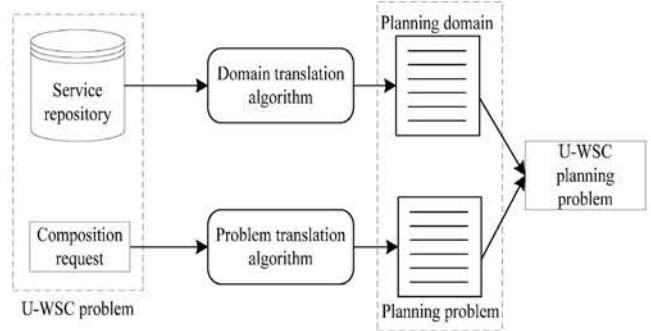 Planning domain
Service
repository
Domain translation
algorithm
U-WSC
planning
problem
Composition
request
Problem translation
algorithm
U-WSC problem
Planning problem